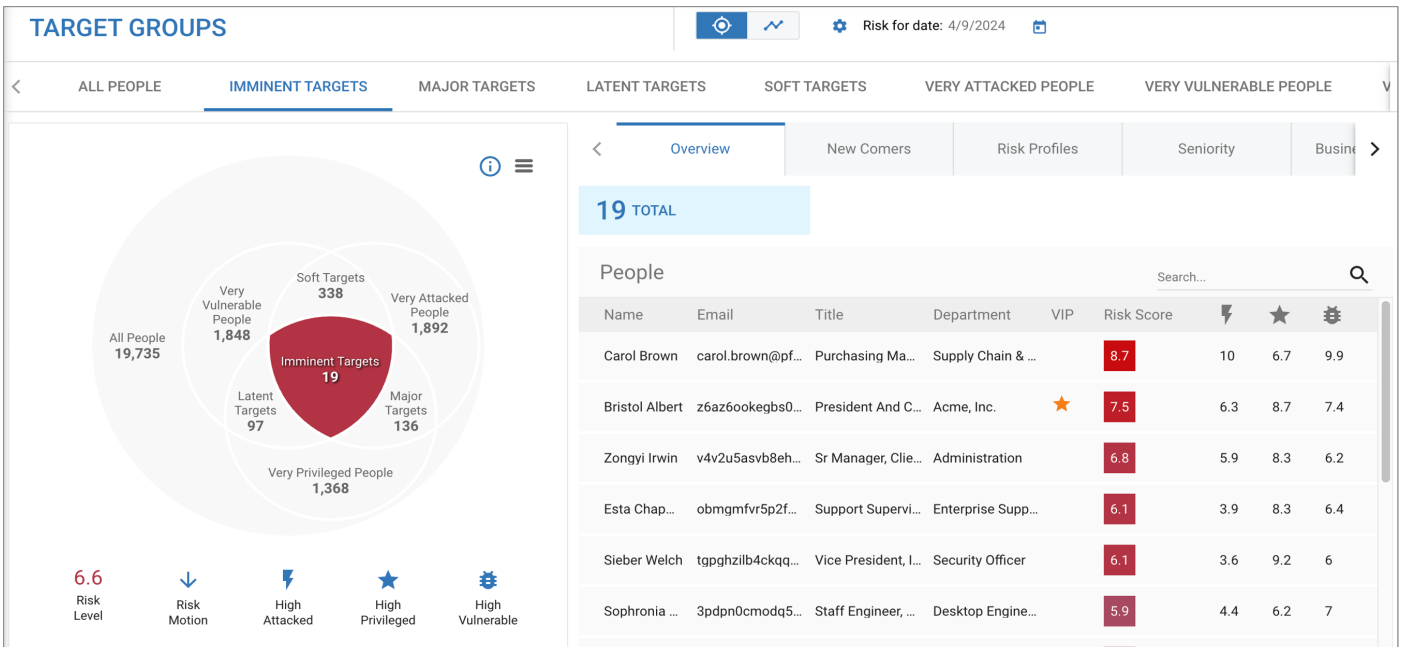 TARGET GROUPS
Risk for date: 4/9/2024
ALL PEOPLE
IMMINENT TARGETS
MAJOR TARGETS
LATENT TARGETS
SOFT TARGETS
VERY ATTACKED PEOPLE
VERY VULNERABLE PEOPLE
V
All People
19,735
Very
Vulnerable
People
1,848
Soft Targets
338
Very Attacked
People
1,892
Imminent Targets
19
Latent
Targets
97
Major
Targets
136
Very Privileged People
1,368
6.6
Risk
Level
Risk
Motion
High
Attacked
High
Privileged
High
Vulnerable
Overview
New Comers
Risk Profiles
Seniority
Busine
19 TOTAL
People
Search...
Name Email Title Department VIP Risk Score
Carol Brown carol.brown@pf... Purchasing Ma... Supply Chain & ... 8.7 10 6.7 9.9
Bristol Albert z6az6ookegbs0... President And C... Acme, Inc. 7.5 6.3 8.7 7.4
Zongyi Irwin v4v2u5asvb8eh... Sr Manager, Clie... Administration 6.8 5.9 8.3 6.2
Esta Chap... obmgmfvr5p2f... Support Supervi... Enterprise Supp... 6.1 3.9 8.3 6.4
Sieber Welch tgpghzilb4ckqq... Vice President, I... Security Officer 6.1 3.6 9.2 6
Sophronia ... 3pdpn0cmodq5... Staff Engineer, ... Desktop Engine... 5.9 4.4 6.2 7